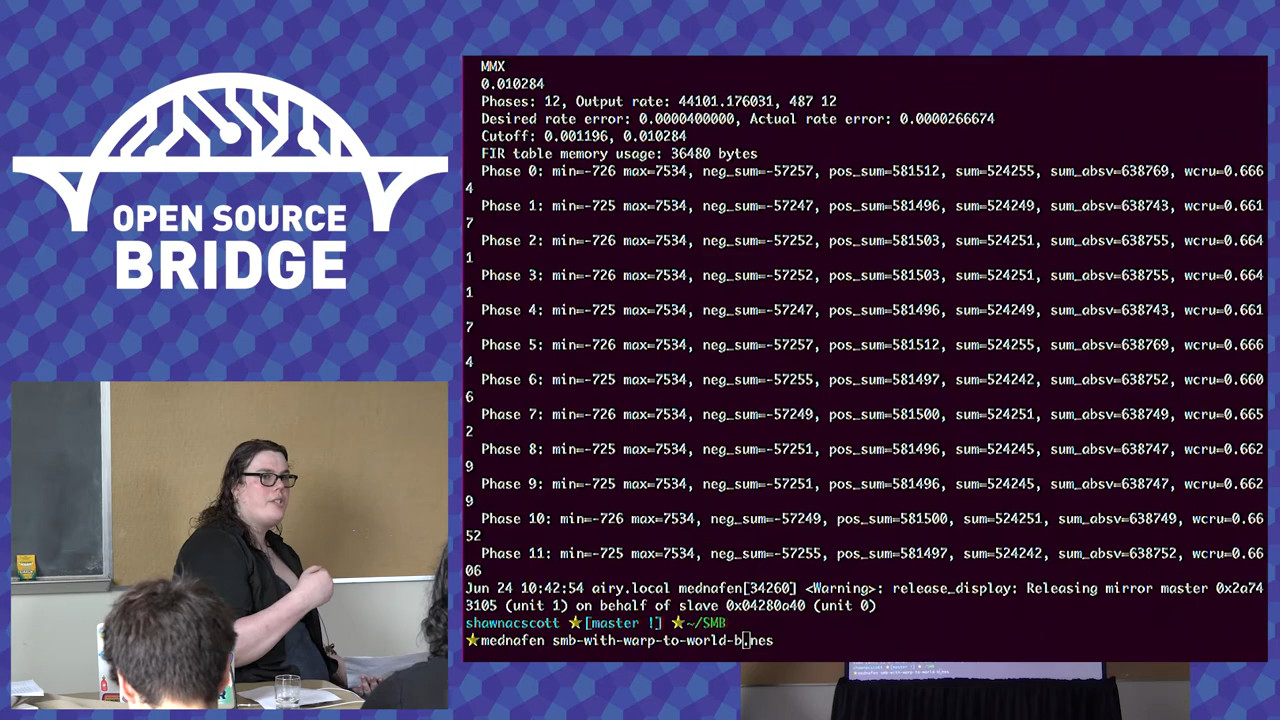 OPEN SOURCE
BRIDGE
MMX
0.010284
Phases: 12, Output rate: 44101.176031, 487 12
Desired rate error: 0.0000400000, Actual rate error: 0.0000266674
Cutoff: 0.001196, 0.010284
FIR table memory usage: 36480 bytes
Phase 0: min=-726 max=7534, neg_sum=-57257, pos_sum=581512, sum=524255, sum_absv=638769, wcru=0.666
4
Phase 1: min=-725 max=7534, neg_sum=-57247, pos_sum=581496, sum=524249, sum_absv=638743, wcru=0.661
7
Phase 2: min=-726 max=7534, neg_sum=-57252, pos_sum=581503, sum=524251, sum_absv=638755, wcru=0.664
1
Phase 3: min=-726 max=7534, neg_sum=-57252, pos_sum=581503, sum=524251, sum_absv=638755, wcru=0.664
1
Phase 4: min=-725 max=7534, neg_sum=-57247, pos_sum=581496, sum=524249, sum_absv=638743, wcru=0.661
7
Phase 5: min=-726 max=7534, neg_sum=-57257, pos_sum=581512, sum=524255, sum_absv=638769, wcru=0.666
4
Phase 6: min=-725 max=7534, neg_sum=-57255, pos_sum=581497, sum=524242, sum_absv=638752, wcru=0.660
6
Phase 7: min=-726 max=7534, neg_sum=-57249, pos_sum=581500, sum=524251, sum_absv=638749, wcru=0.665
2
Phase 8: min=-725 max=7534, neg_sum=-57251, pos_sum=581496, sum=524245, sum_absv=638747, wcru=0.662
9
Phase 9: min=-725 max=7534, neg_sum=-57251, pos_sum=581496, sum=524245, sum_absv=638747, wcru=0.662
9
Phase 10: min=-726 max=7534, neg_sum=-57249, pos_sum=581500, sum=524251, sum_absv=638749, wcru=0.66
52
Phase 11: min=-725 max=7534, neg_sum=-57255, pos_sum=581497, sum=524242, sum_absv=638752, wcru=0.66
06
Jun 24 10:42:54 airy.local mednafen[34260] <Warning>: release_display: Releasing mirror master 0x2a74
3105 (unit 1) on behalf of slave 0x04280a40 (unit 0)
shawnacscott ★[master !] ★~/SMB
★mednafen smb-with-warp-to-world-b.nes